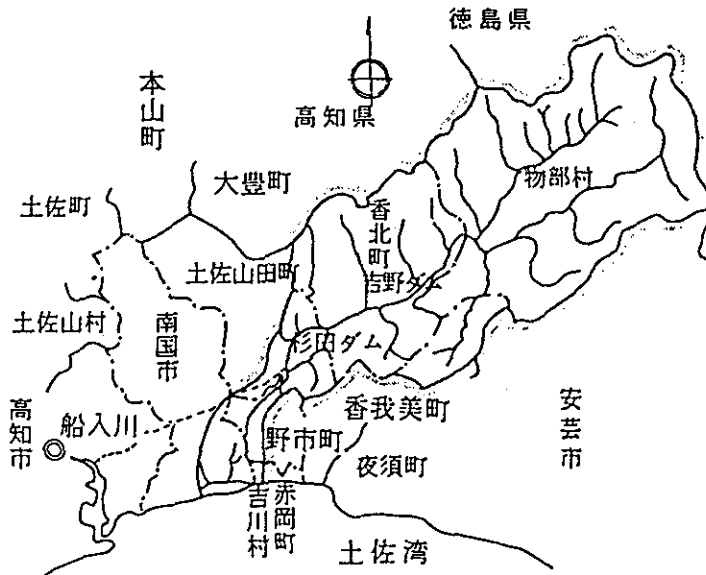 徳島県
本山町
高知県
大豊町
物部村
土佐町
香北町
土佐山田町
吉野ダム
土佐山村
南国市
杉田ダム
香我美町
安芸市
高知市
船入川
野市町
夜須町
吉川村
赤岡町
土佐湾